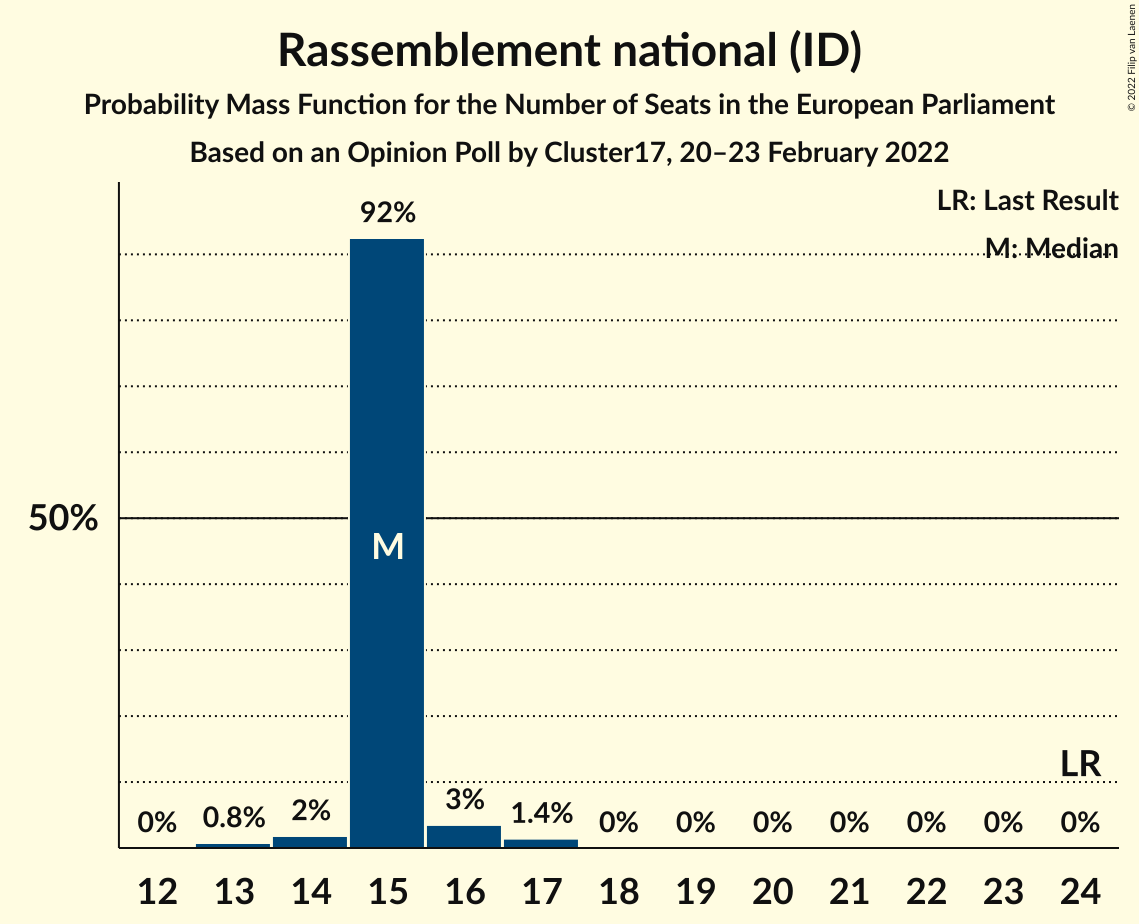 Rassemblement national (ID)
Probability Mass Function for the Number of Seats in the European Parliament
Based on an Opinion Poll by Cluster17, 20–23 February 2022
© 2022 Filip van Laenen
LR: Last Result
M: Median
92%
50%
M
LR
0% 0.8% 2% 3% 1.4% 0% 0% 0% 0% 0% 0% 0%
12 13 14 15 16 17 18 19 20 21 22 23 24